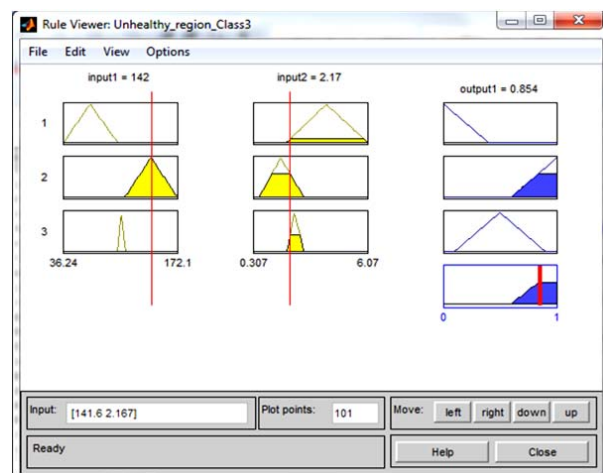 Rule Viewer: Unhealthy_region_Class3
File Edit View Options
input1 = 142 input2 = 2.17 output1 = 0.854
1
2
3
36.24 172.1 0.307 6.07
0 1
Input: [141.6 2.167] Plot points: 101 Move: left right down up
Ready Help Close